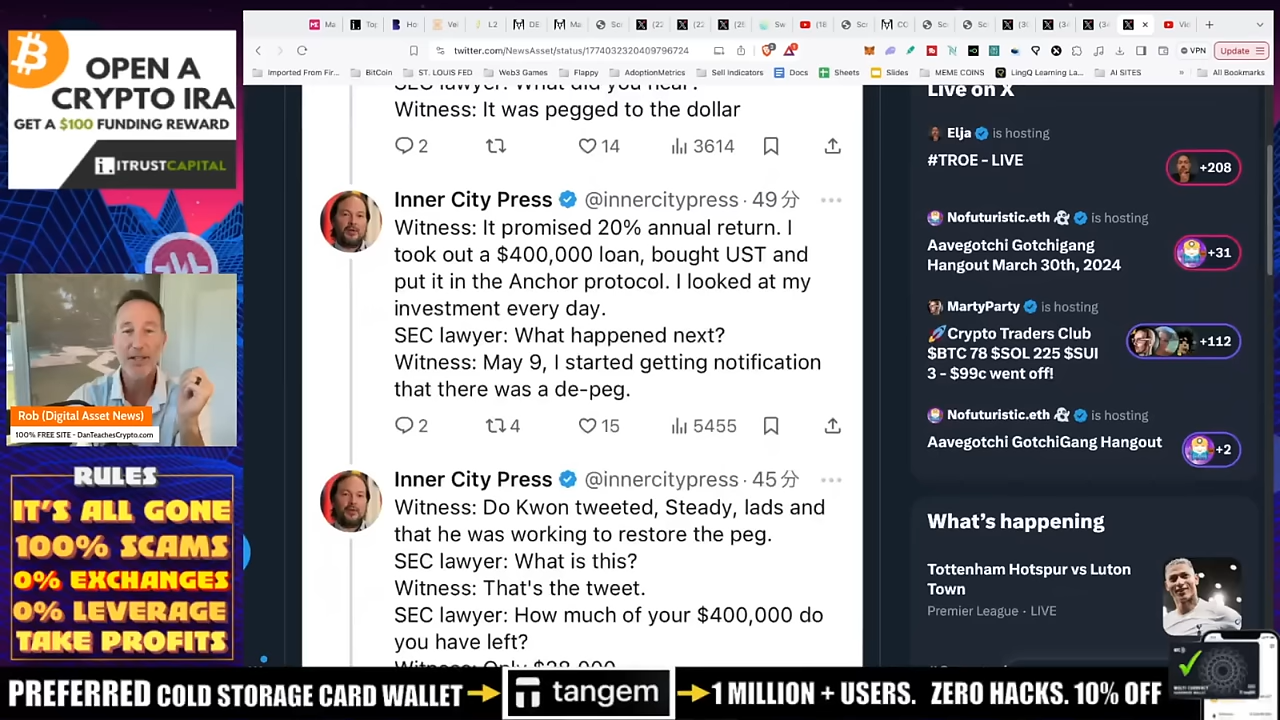 OPEN A
CRYPTO IRA
GET A $100 FUNDING REWARD
i. iTRUSTCAPITAL
Rob (Digital Asset News)
100% FREE SITE - DanTeachesCrypto.com
RULES
IT'S ALL GONE
100% SCAMS
0% EXCHANGES
0% LEVERAGE
TAKE PROFITS
twitter.com/NewsAsset/status/1774032320409796724
VPN
Update
Imported From Fir...
BitCoin
ST. LOUIS FED
Web3 Games
Flappy
AdoptionMetrics
Sell Indicators
Docs
Sheets
Slides
MEME COINS
LingQ Learning La...
AI SITES
»
All Bookmarks
SEC lawyer: What did you hear?
Witness: It was pegged to the dollar
2
14
3614
Inner City Press @innercitypress · 49分
Witness: It promised 20% annual return. I
took out a $400,000 loan, bought UST and
put it in the Anchor protocol. I looked at my
investment every day.
SEC lawyer: What happened next?
Witness: May 9, I started getting notification
that there was a de-peg.
2
4
15
5455
Inner City Press @innercitypress · 45分
Witness: Do Kwon tweeted, Steady, lads and
that he was working to restore the peg.
SEC lawyer: What is this?
Witness: That's the tweet.
SEC lawyer: How much of your $400,000 do
you have left?
Witness: Only $28,000
Live on X
Elja is hosting
#TROE - LIVE
+208
Nofuturistic.eth is hosting
Aavegotchi Gotchigang
Hangout March 30th, 2024
+31
MartyParty is hosting
Crypto Traders Club
$BTC 78 $SOL 225 $SUI
3 - $99c went off!
+112
Nofuturistic.eth is hosting
Aavegotchi GotchiGang Hangout
+2
What's happening
Tottenham Hotspur vs Luton
Town
Premier League · LIVE
PREFERRED COLD STORAGE CARD WALLET
tangem
1 MILLION + USERS. ZERO HACKS. 10% OFF